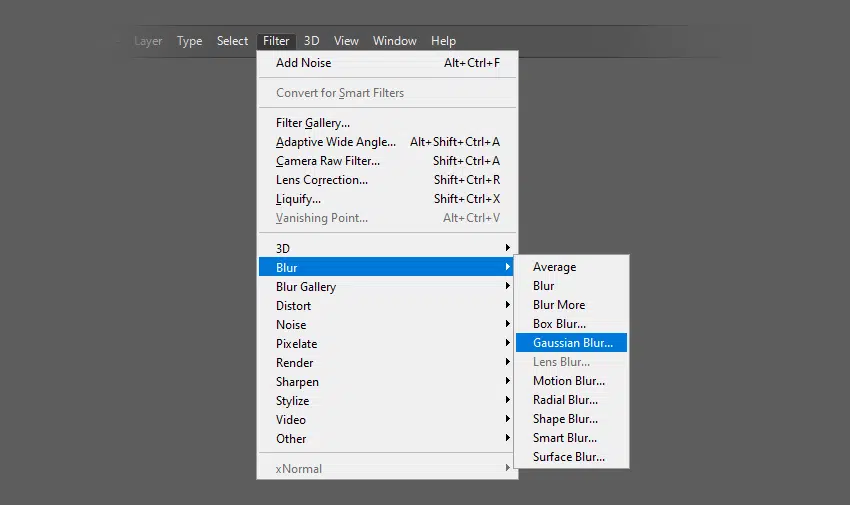 Layer Type Select Filter 3D View Window Help
Add Noise Alt+Ctrl+F
Convert for Smart Filters
Filter Gallery...
Adaptive Wide Angle... Alt+Shift+Ctrl+A
Camera Raw Filter... Shift+Ctrl+A
Lens Correction... Shift+Ctrl+R
Liquify... Shift+Ctrl+X
Vanishing Point... Alt+Ctrl+V
3D
Blur
Blur Gallery
Distort
Noise
Pixelate
Render
Sharpen
Stylize
Video
Other
xNormal
Average
Blur
Blur More
Box Blur...
Gaussian Blur...
Lens Blur...
Motion Blur...
Radial Blur...
Shape Blur...
Smart Blur...
Surface Blur...